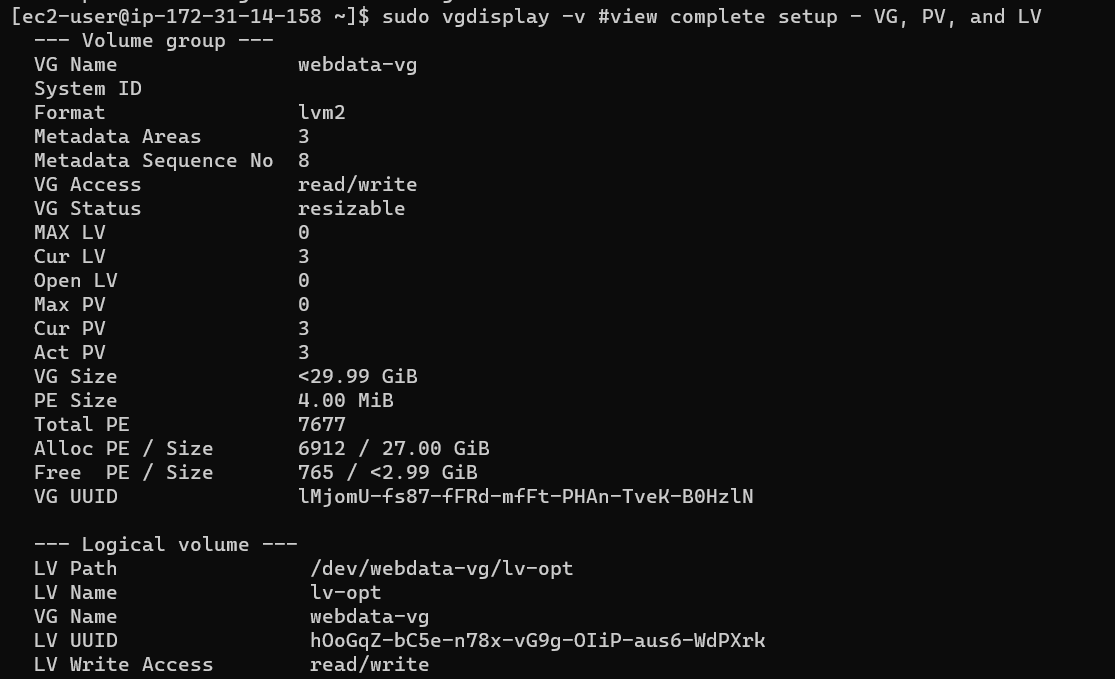 [ec2-user@ip-172-31-14-158 ~]$ sudo vgdisplay -v #view complete setup - VG, PV, and LV
--- Volume group ---
VG Name webdata-vg
System ID
Format lvm2
Metadata Areas 3
Metadata Sequence No 8
VG Access read/write
VG Status resizable
MAX LV 0
Cur LV 3
Open LV 0
Max PV 0
Cur PV 3
Act PV 3
VG Size <29.99 GiB
PE Size 4.00 MiB
Total PE 7677
Alloc PE / Size 6912 / 27.00 GiB
Free PE / Size 765 / <2.99 GiB
VG UUID lMjomU-fs87-fFRd-mfFt-PHAn-TveK-B0HzlN
--- Logical volume ---
LV Path /dev/webdata-vg/lv-opt
LV Name lv-opt
VG Name webdata-vg
LV UUID hOoGqZ-bC5e-n78x-vG9g-OIiP-aus6-WdPXrk
LV Write Access read/write